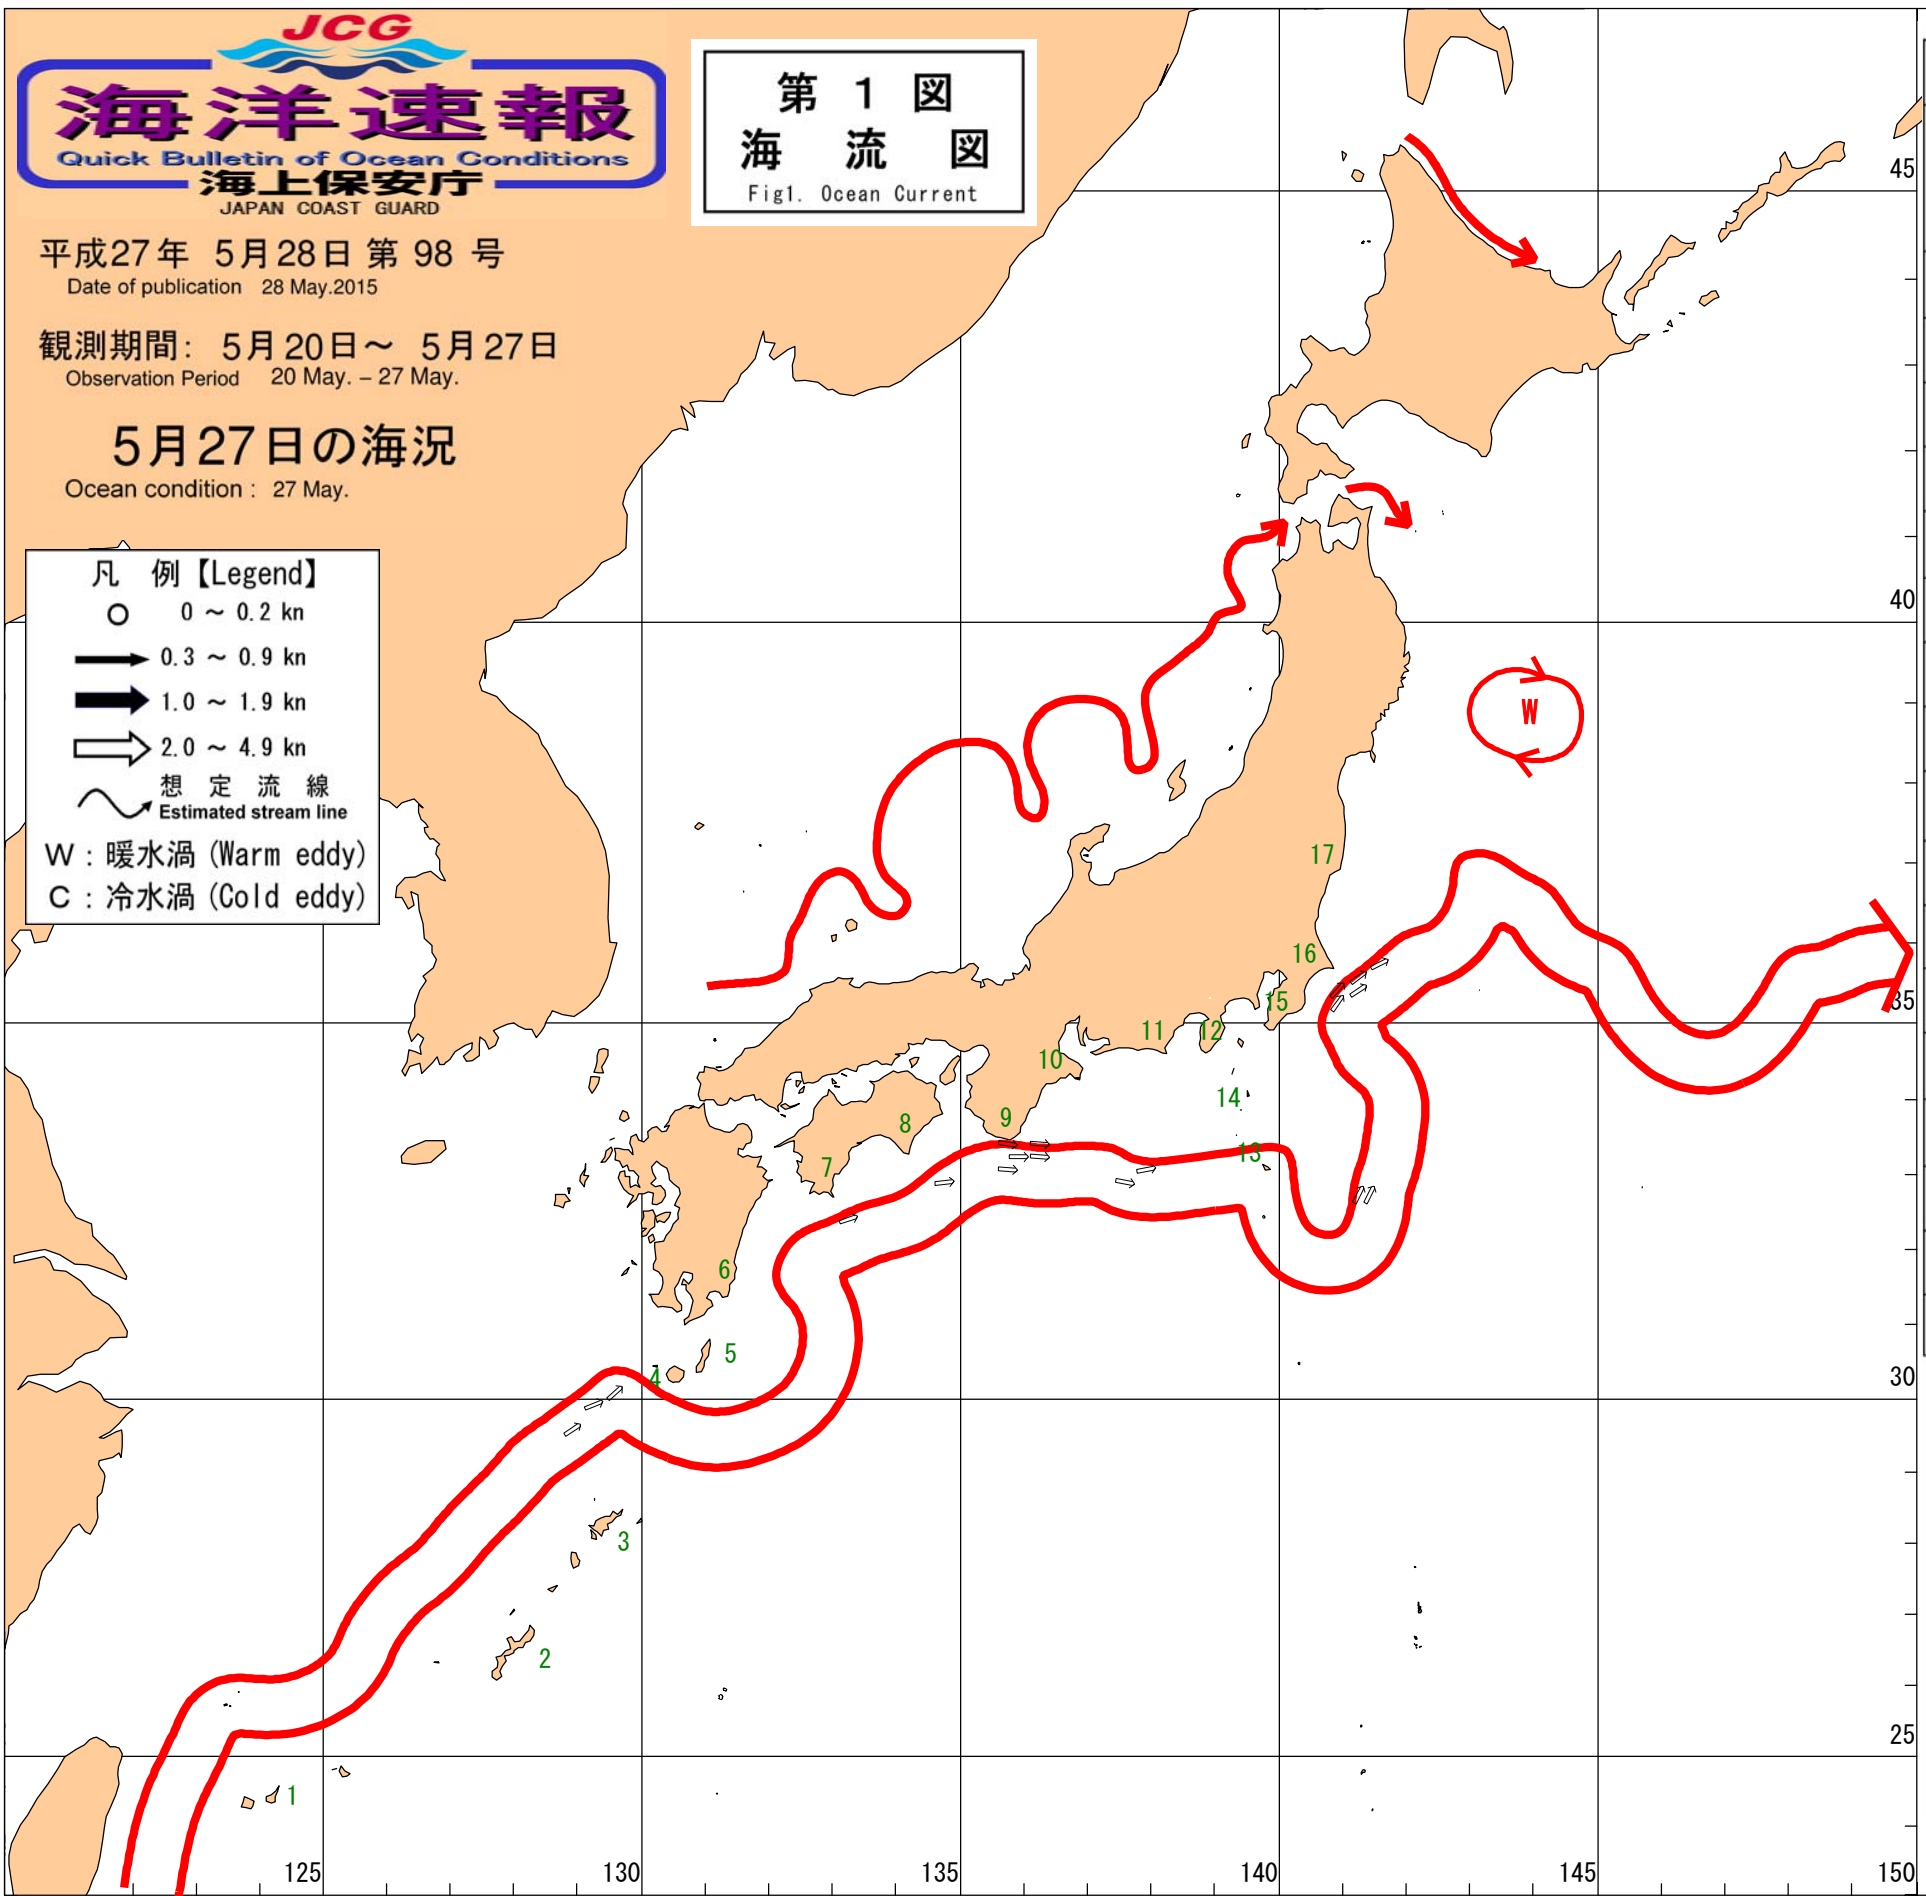 JCG
海洋速報
Quick Bulletin of Ocean Conditions
海上保安庁
JAPAN COAST GUARD
第 1 図
海 流 図
Fig1. Ocean Current
平成27年 5月28日 第 98 号
Date of publication 28 May.2015
観測期間: 5月20日～ 5月27日
Observation Period 20 May. – 27 May.
5月27日の海況
Ocean condition : 27 May.
凡 例【Legend】
0 ～ 0.2 kn
0.3 ～ 0.9 kn
1.0 ～ 1.9 kn
2.0 ～ 4.9 kn
想 定 流 線
Estimated stream line
W : 暖水渦 (Warm eddy)
C : 冷水渦 (Cold eddy)
45
40
W
17
16
35
15
11
12
10
14
9
8
13
7
6
5
4
30
3
2
25
1
125
130
135
140
145
150